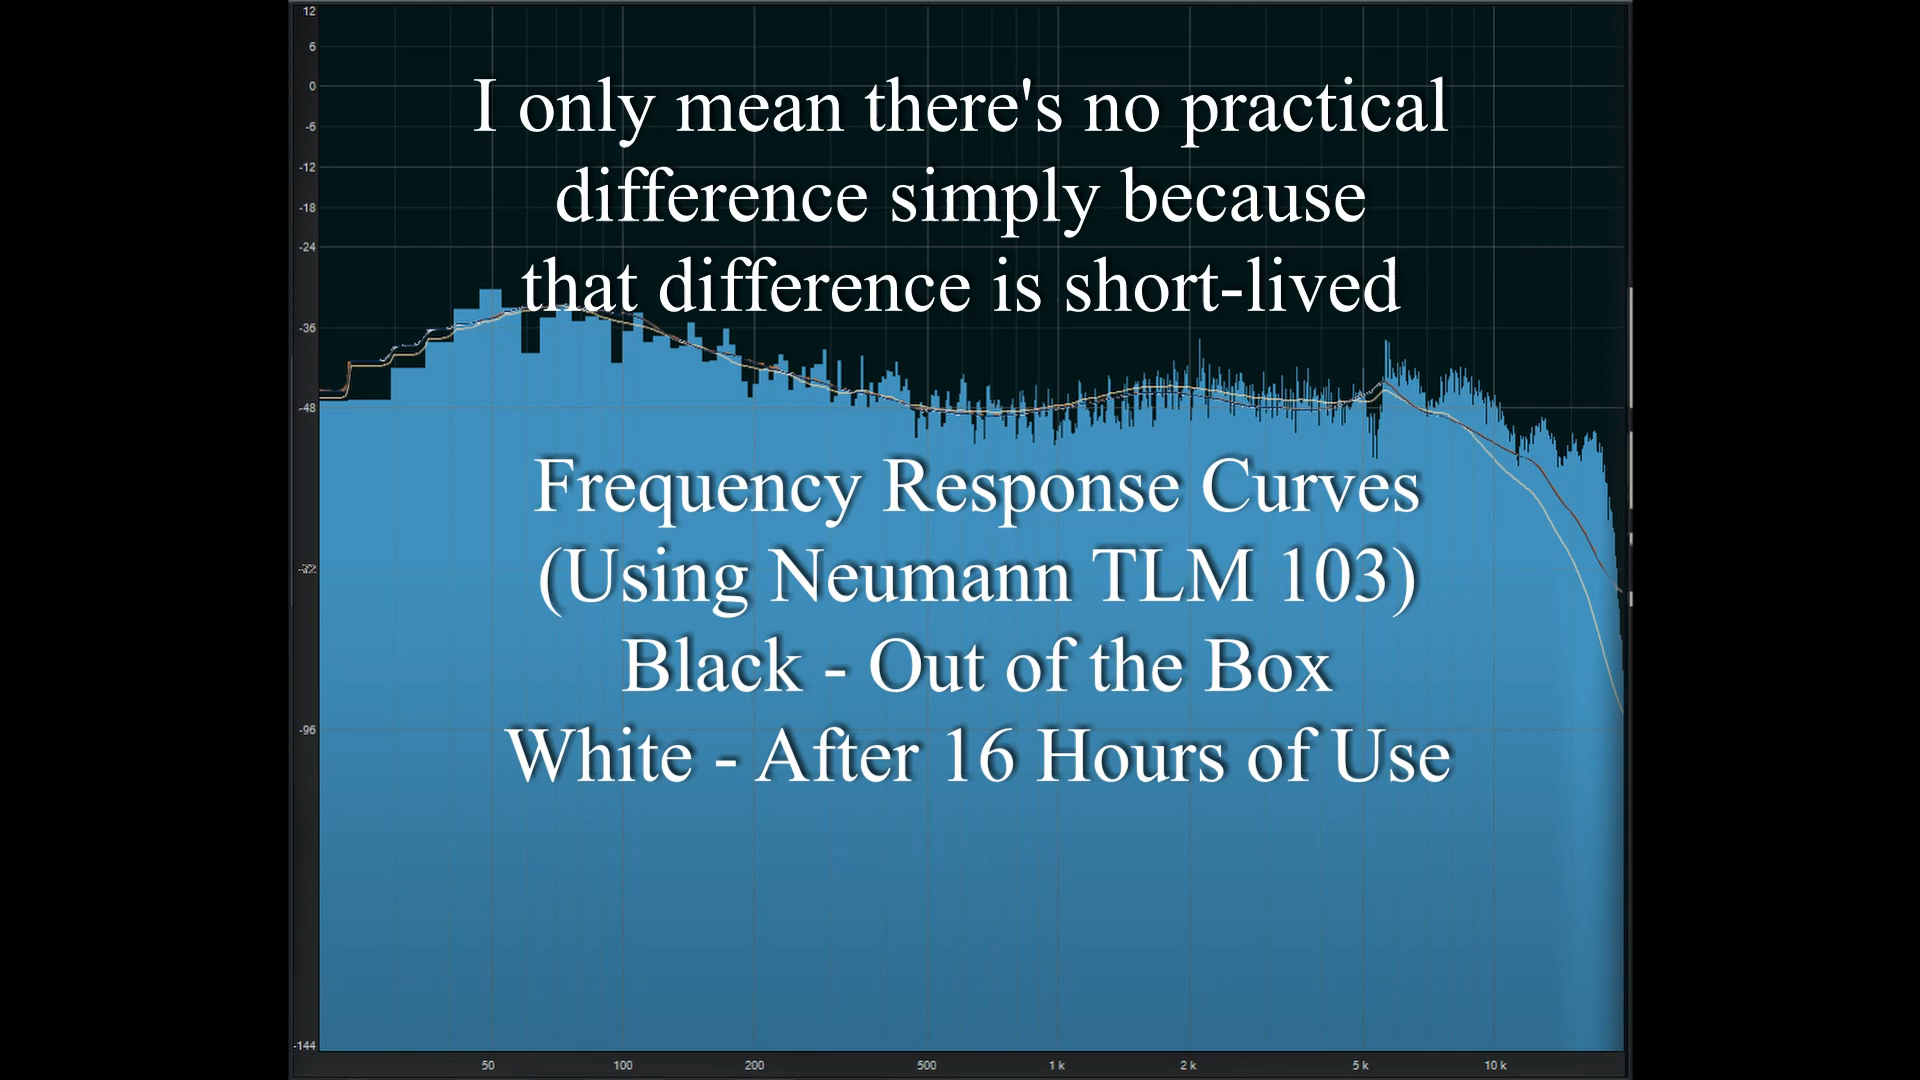 12
6
0
-6
-12
-18
-24
-36
-48
-96
-144
I only mean there's no practical
difference simply because
that difference is short-lived
Frequency Response Curves
(Using Neumann TLM 103)
Black - Out of the Box
White - After 16 Hours of Use
50 100 200 500 1 k 2 k 5 k 10 k